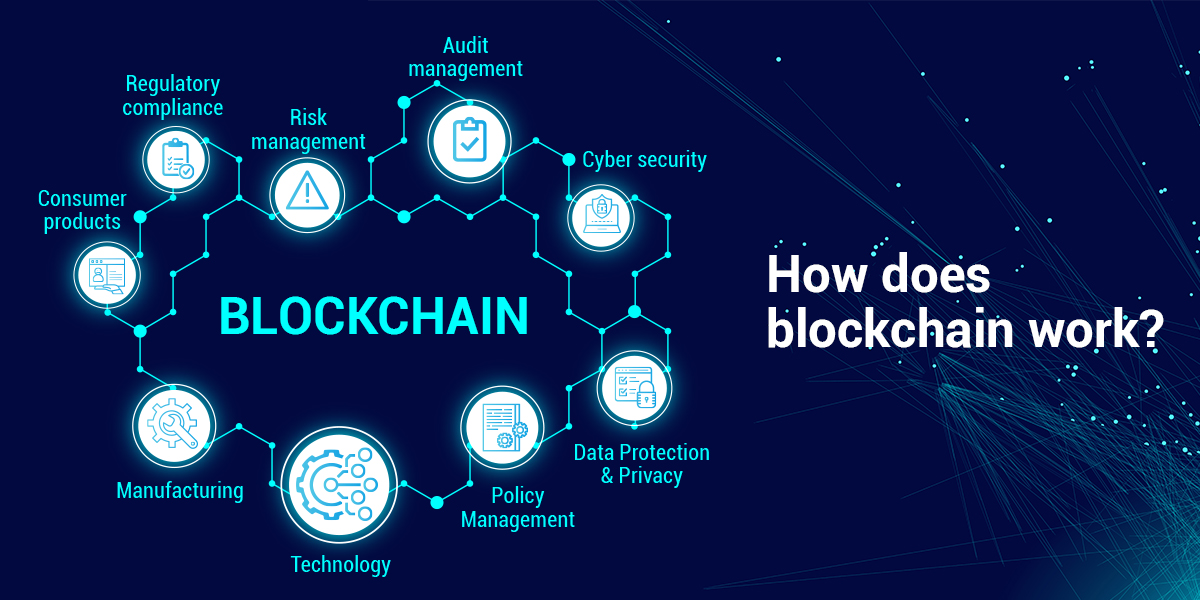 Audit
management
Regulatory
compliance
Risk
management
Cyber security
Consumer
products
BLOCKCHAIN
How does
blockchain work?
Manufacturing
Technology
Policy
Management
Data Protection
& Privacy